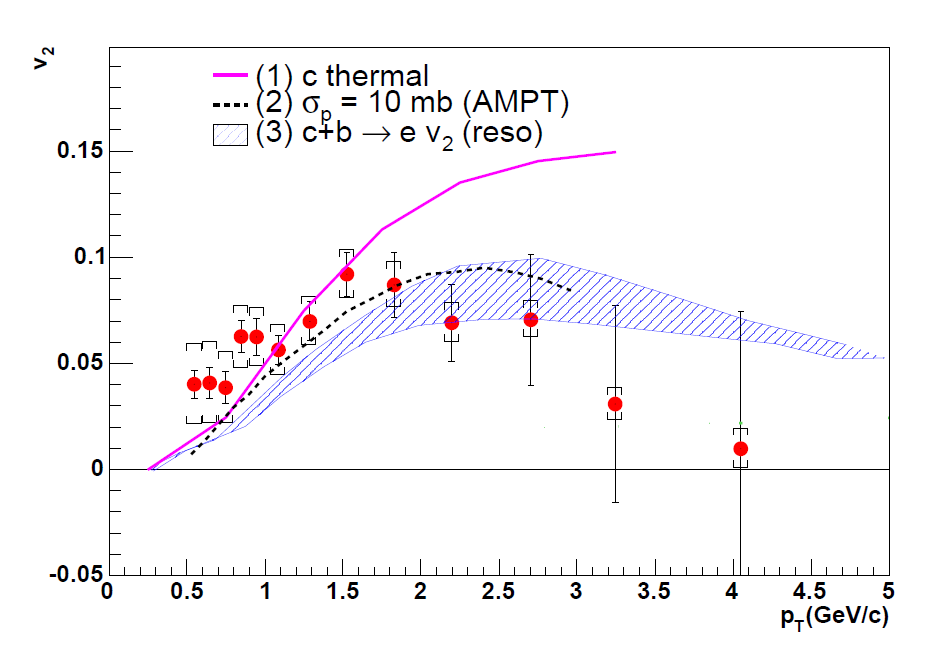 v2
(1) c thermal
(2) σp = 10 mb (AMPT)
(3) c+b → e v2 (reso)
0.15
0.1
0.05
0
-0.05
0 0.5 1 1.5 2 2.5 3 3.5 4 4.5 5
pT(GeV/c)